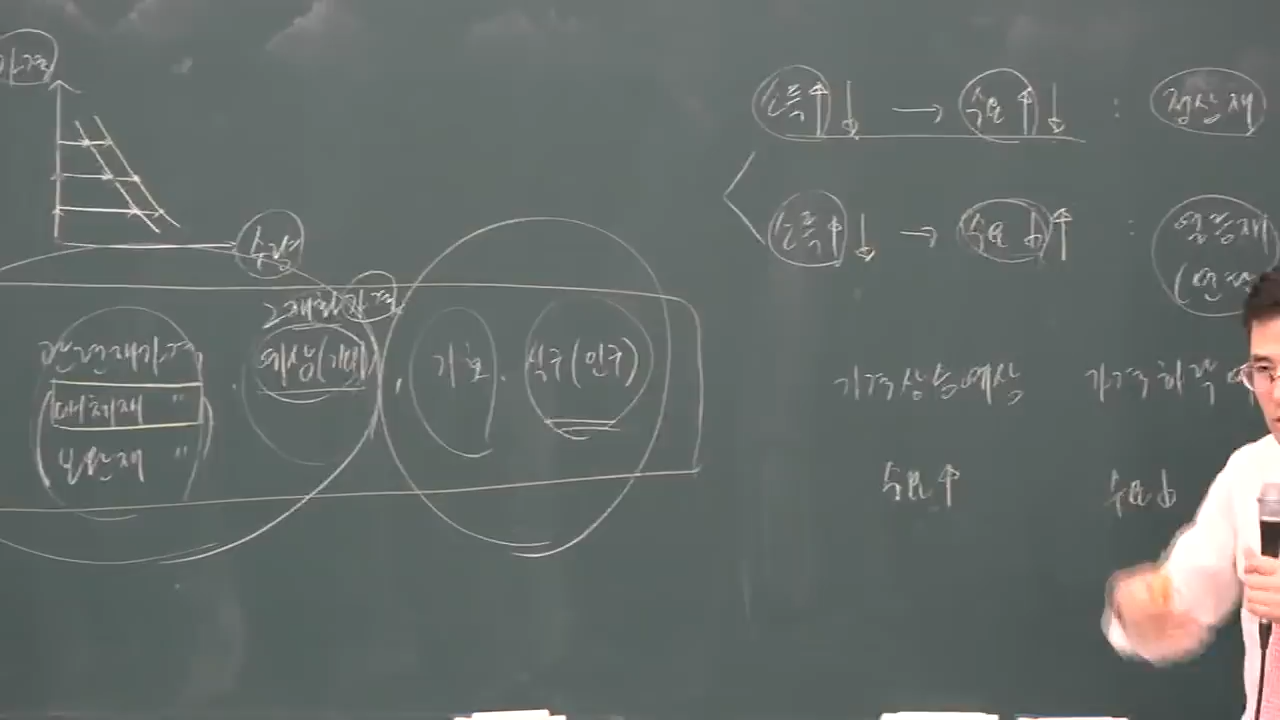 가격
수량
소득↑↓ → 수요↑↓ : 정상재
소득↑↓ → 수요↓↑ : 열등재
관련재가격
대체재 〃
보완재 〃
그재화가격
예상(기대)
, 기호 .
식구(인구)
가격상승예상
수요↑
가격하락예
수요↓